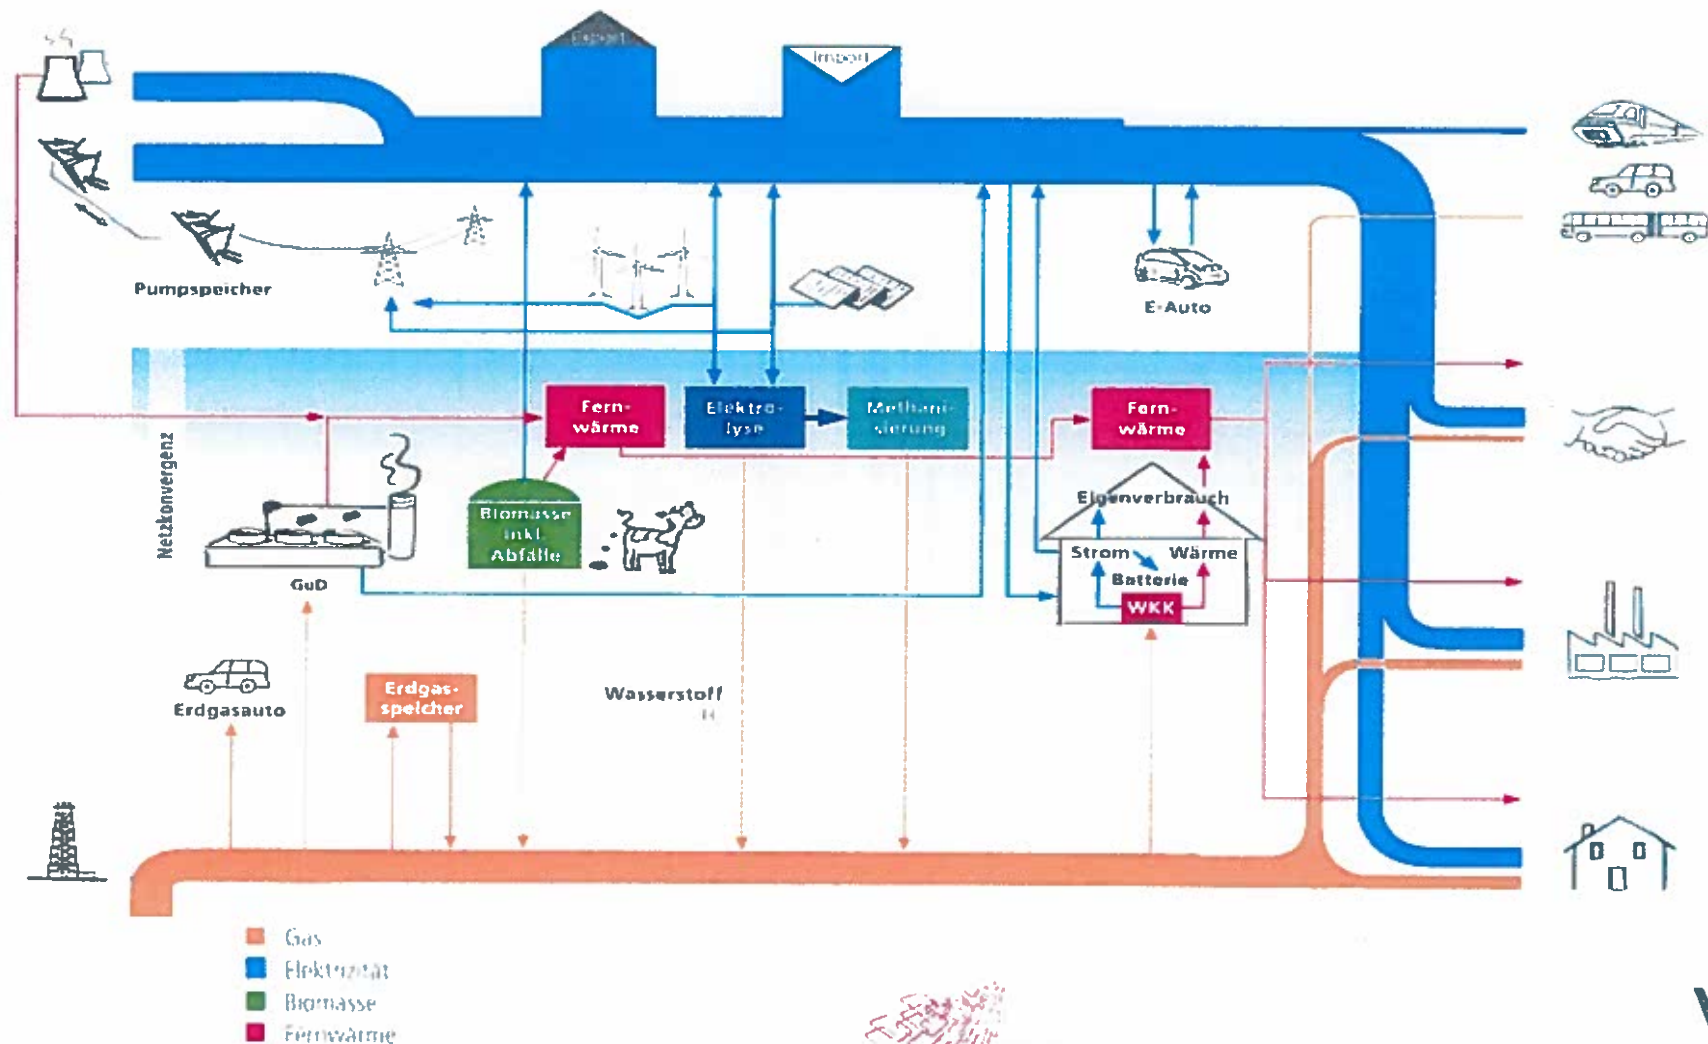 Export
Import
Pumpspeicher
E-Auto
Netzkonvergenz
Fern-
wärme
Elektro-
lyse
Methani-
sierung
Fern-
wärme
Biomasse
inkl.
Abfälle
GuD
Eigenverbrauch
Strom
Wärme
Batterie
WKK
Erdgasauto
Erdgas-
speicher
Wasserstoff
Gas
Elektrizität
Biomasse
Fernwärme